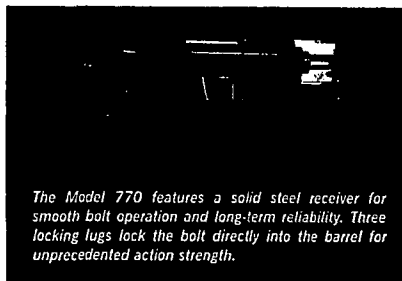 The Model 770 features a solid steel receiver for
smooth bolt operation and long-term reliability. Three
locking lugs lock the bolt directly into the barrel for
unprecedented action strength.